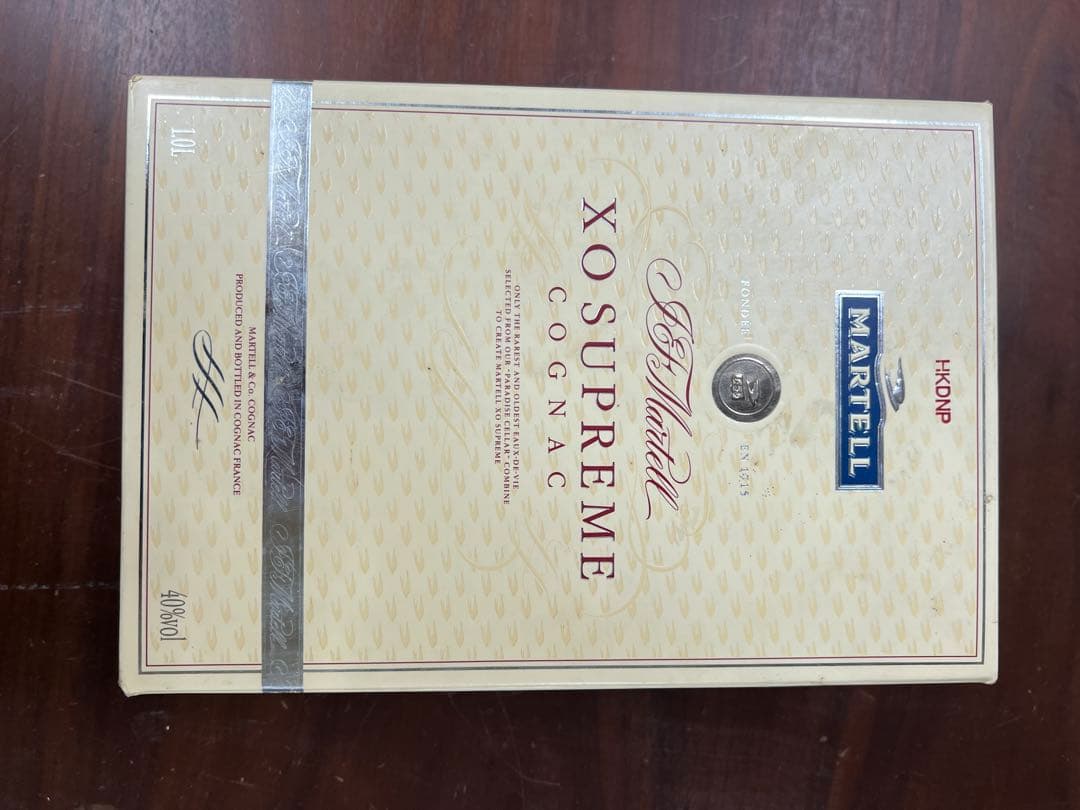 HKDNP
MARTELL
FONDÉE
EN 1715
J&F Martell
XO SUPREME
COGNAC
"ONLY THE RAREST AND OLDEST EAUX-DE-VIE
SELECTED FROM OUR "PARADISE CELLAR" COMBINE
TO CREATE MARTELL XO SUPREME
MARTELL & Co. COGNAC
PRODUCED AND BOTTLED IN COGNAC FRANCE
1.0L
40%vol